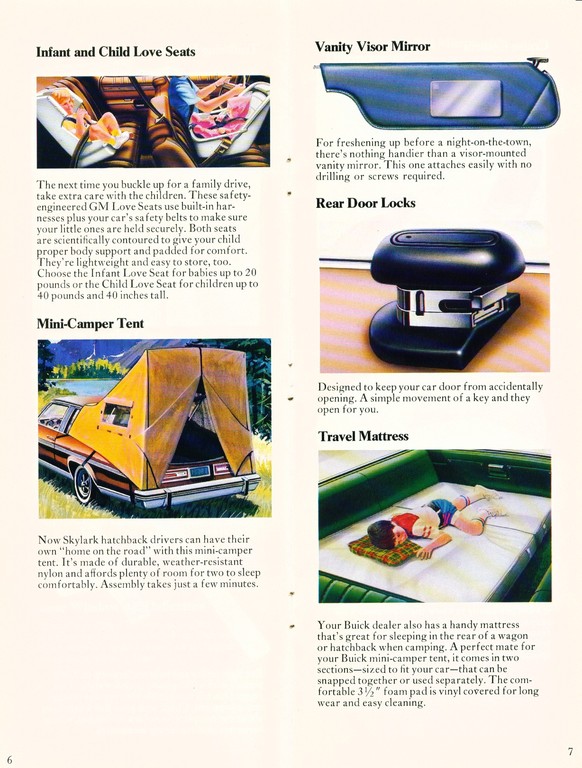 Infant and Child Love Seats
The next time you buckle up for a family drive,
take extra care with the children. These safety-
engineered GM Love Seats use built-in har-
nesses plus your car's safety belts to make sure
your little ones are held securely. Both seats
are scientifically contoured to give your child
proper body support and padded for comfort.
They're lightweight and easy to store, too.
Choose the Infant Love Seat for babies up to 20
pounds or the Child Love Seat for children up to
40 pounds and 40 inches tall.
Mini-Camper Tent
Now Skylark hatchback drivers can have their
own "home on the road" with this mini-camper
tent. It's made of durable, weather-resistant
nylon and affords plenty of room for two to sleep
comfortably. Assembly takes just a few minutes.
6
Vanity Visor Mirror
For freshening up before a night-on-the-town,
there's nothing handier than a visor-mounted
vanity mirror. This one attaches easily with no
drilling or screws required.
Rear Door Locks
Designed to keep your car door from accidentally
opening. A simple movement of a key and they
open for you.
Travel Mattress
Your Buick dealer also has a handy mattress
that's great for sleeping in the rear of a wagon
or hatchback when camping. A perfect mate for
your Buick mini-camper tent, it comes in two
sections—sized to fit your car—that can be
snapped together or used separately. The com-
fortable 3½" foam pad is vinyl covered for long
wear and easy cleaning.
7